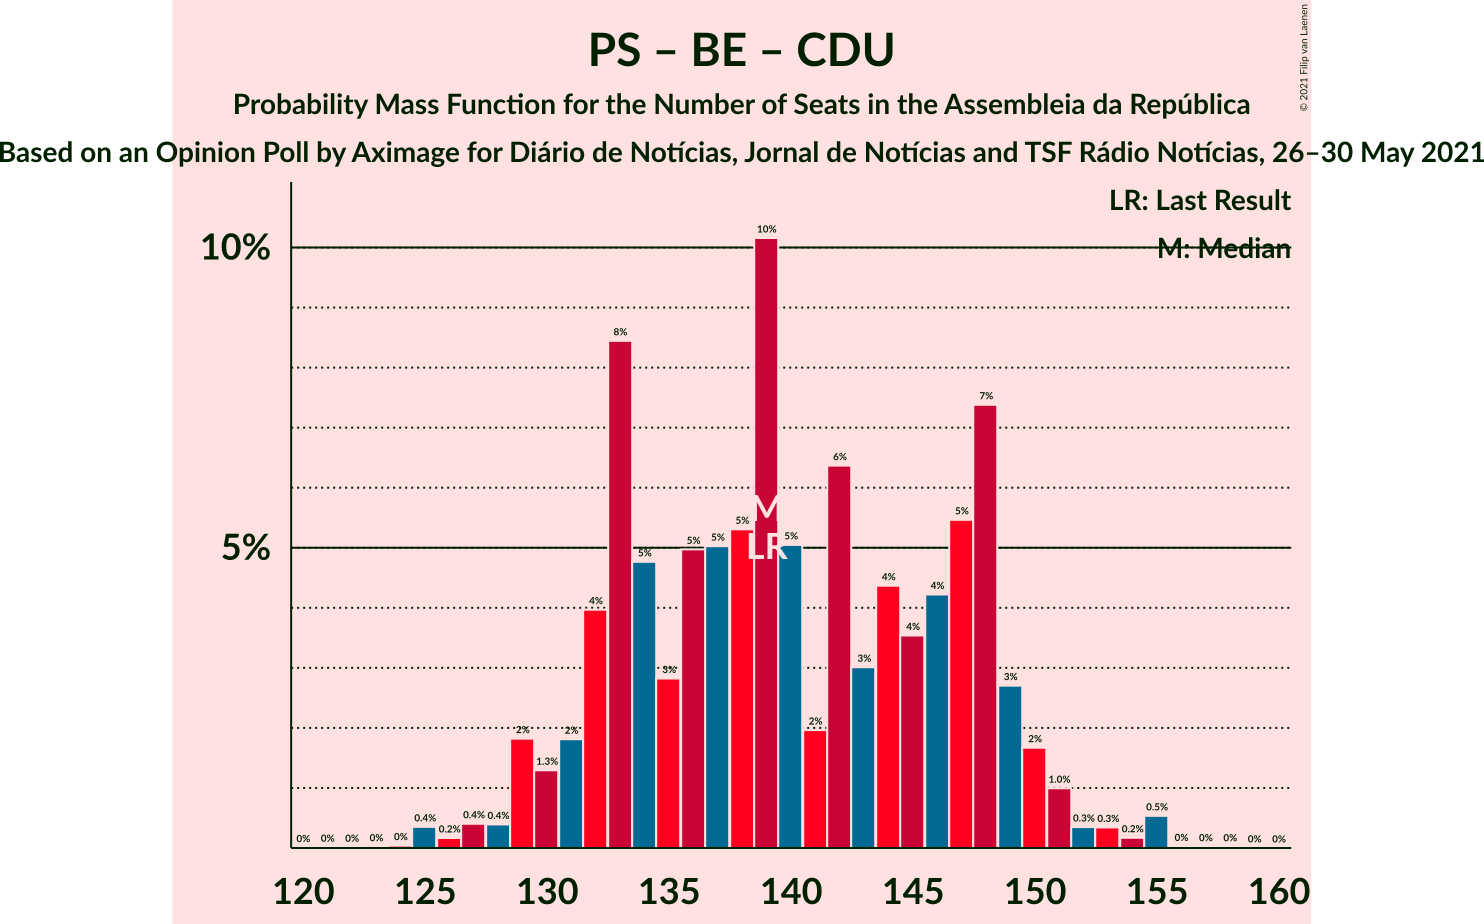 PS – BE – CDU
Probability Mass Function for the Number of Seats in the Assembleia da República
Based on an Opinion Poll by Aximage for Diário de Notícias, Jornal de Notícias and TSF Rádio Notícias, 26–30 May 2021
© 2021 Filip van Laenen
LR: Last Result
M: Median
10%
5%
0% 0% 0% 0% 0% 0.4% 0.2% 0.4% 0.4% 2% 1.3% 2% 4% 8% 5% 3% 5% 5% 5% 10% 5% 2% 6% 3% 4% 4% 4% 5% 7% 3% 2% 1.0% 0.3% 0.3% 0.2% 0.5% 0% 0% 0% 0% 0%
M
LR
120 125 130 135 140 145 150 155 160